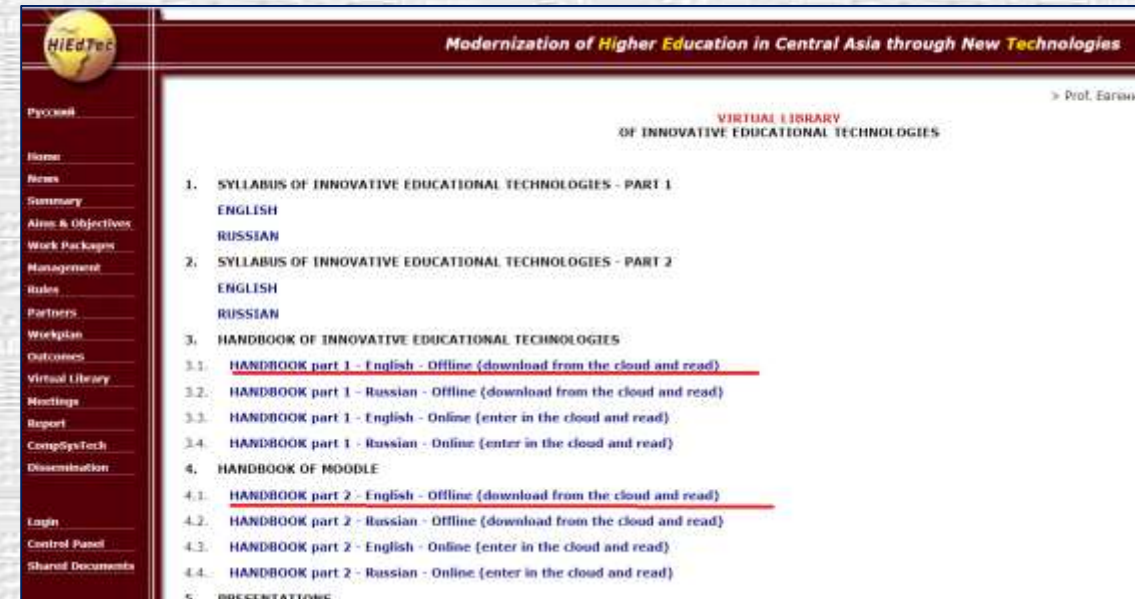 HiEdTec
Modernization of Higher Education in Central Asia through New Technologies
> Prof.
Русский
Home
News
Summary
Aims & Objectives
Work Packages
Management
Rules
Partners
Workplan
Outcomes
Virtual Library
Meetings
Report
CompSysTech
Dissemination
Login
Control Panel
Shared Documents
VIRTUAL LIBRARY
OF INNOVATIVE EDUCATIONAL TECHNOLOGIES
1. SYLLABUS OF INNOVATIVE EDUCATIONAL TECHNOLOGIES - PART 1
ENGLISH
RUSSIAN
2. SYLLABUS OF INNOVATIVE EDUCATIONAL TECHNOLOGIES - PART 2
ENGLISH
RUSSIAN
3. HANDBOOK OF INNOVATIVE EDUCATIONAL TECHNOLOGIES
3.1. HANDBOOK part 1 - English - Offline (download from the cloud and read)
3.2. HANDBOOK part 1 - Russian - Offline (download from the cloud and read)
3.3. HANDBOOK part 1 - English - Online (enter in the cloud and read)
3.4. HANDBOOK part 1 - Russian - Online (enter in the cloud and read)
4. HANDBOOK OF MOODLE
4.1. HANDBOOK part 2 - English - Offline (download from the cloud and read)
4.2. HANDBOOK part 2 - Russian - Offline (download from the cloud and read)
4.3. HANDBOOK part 2 - English - Online (enter in the cloud and read)
4.4. HANDBOOK part 2 - Russian - Online (enter in the cloud and read)
5. PRESENTATIONS